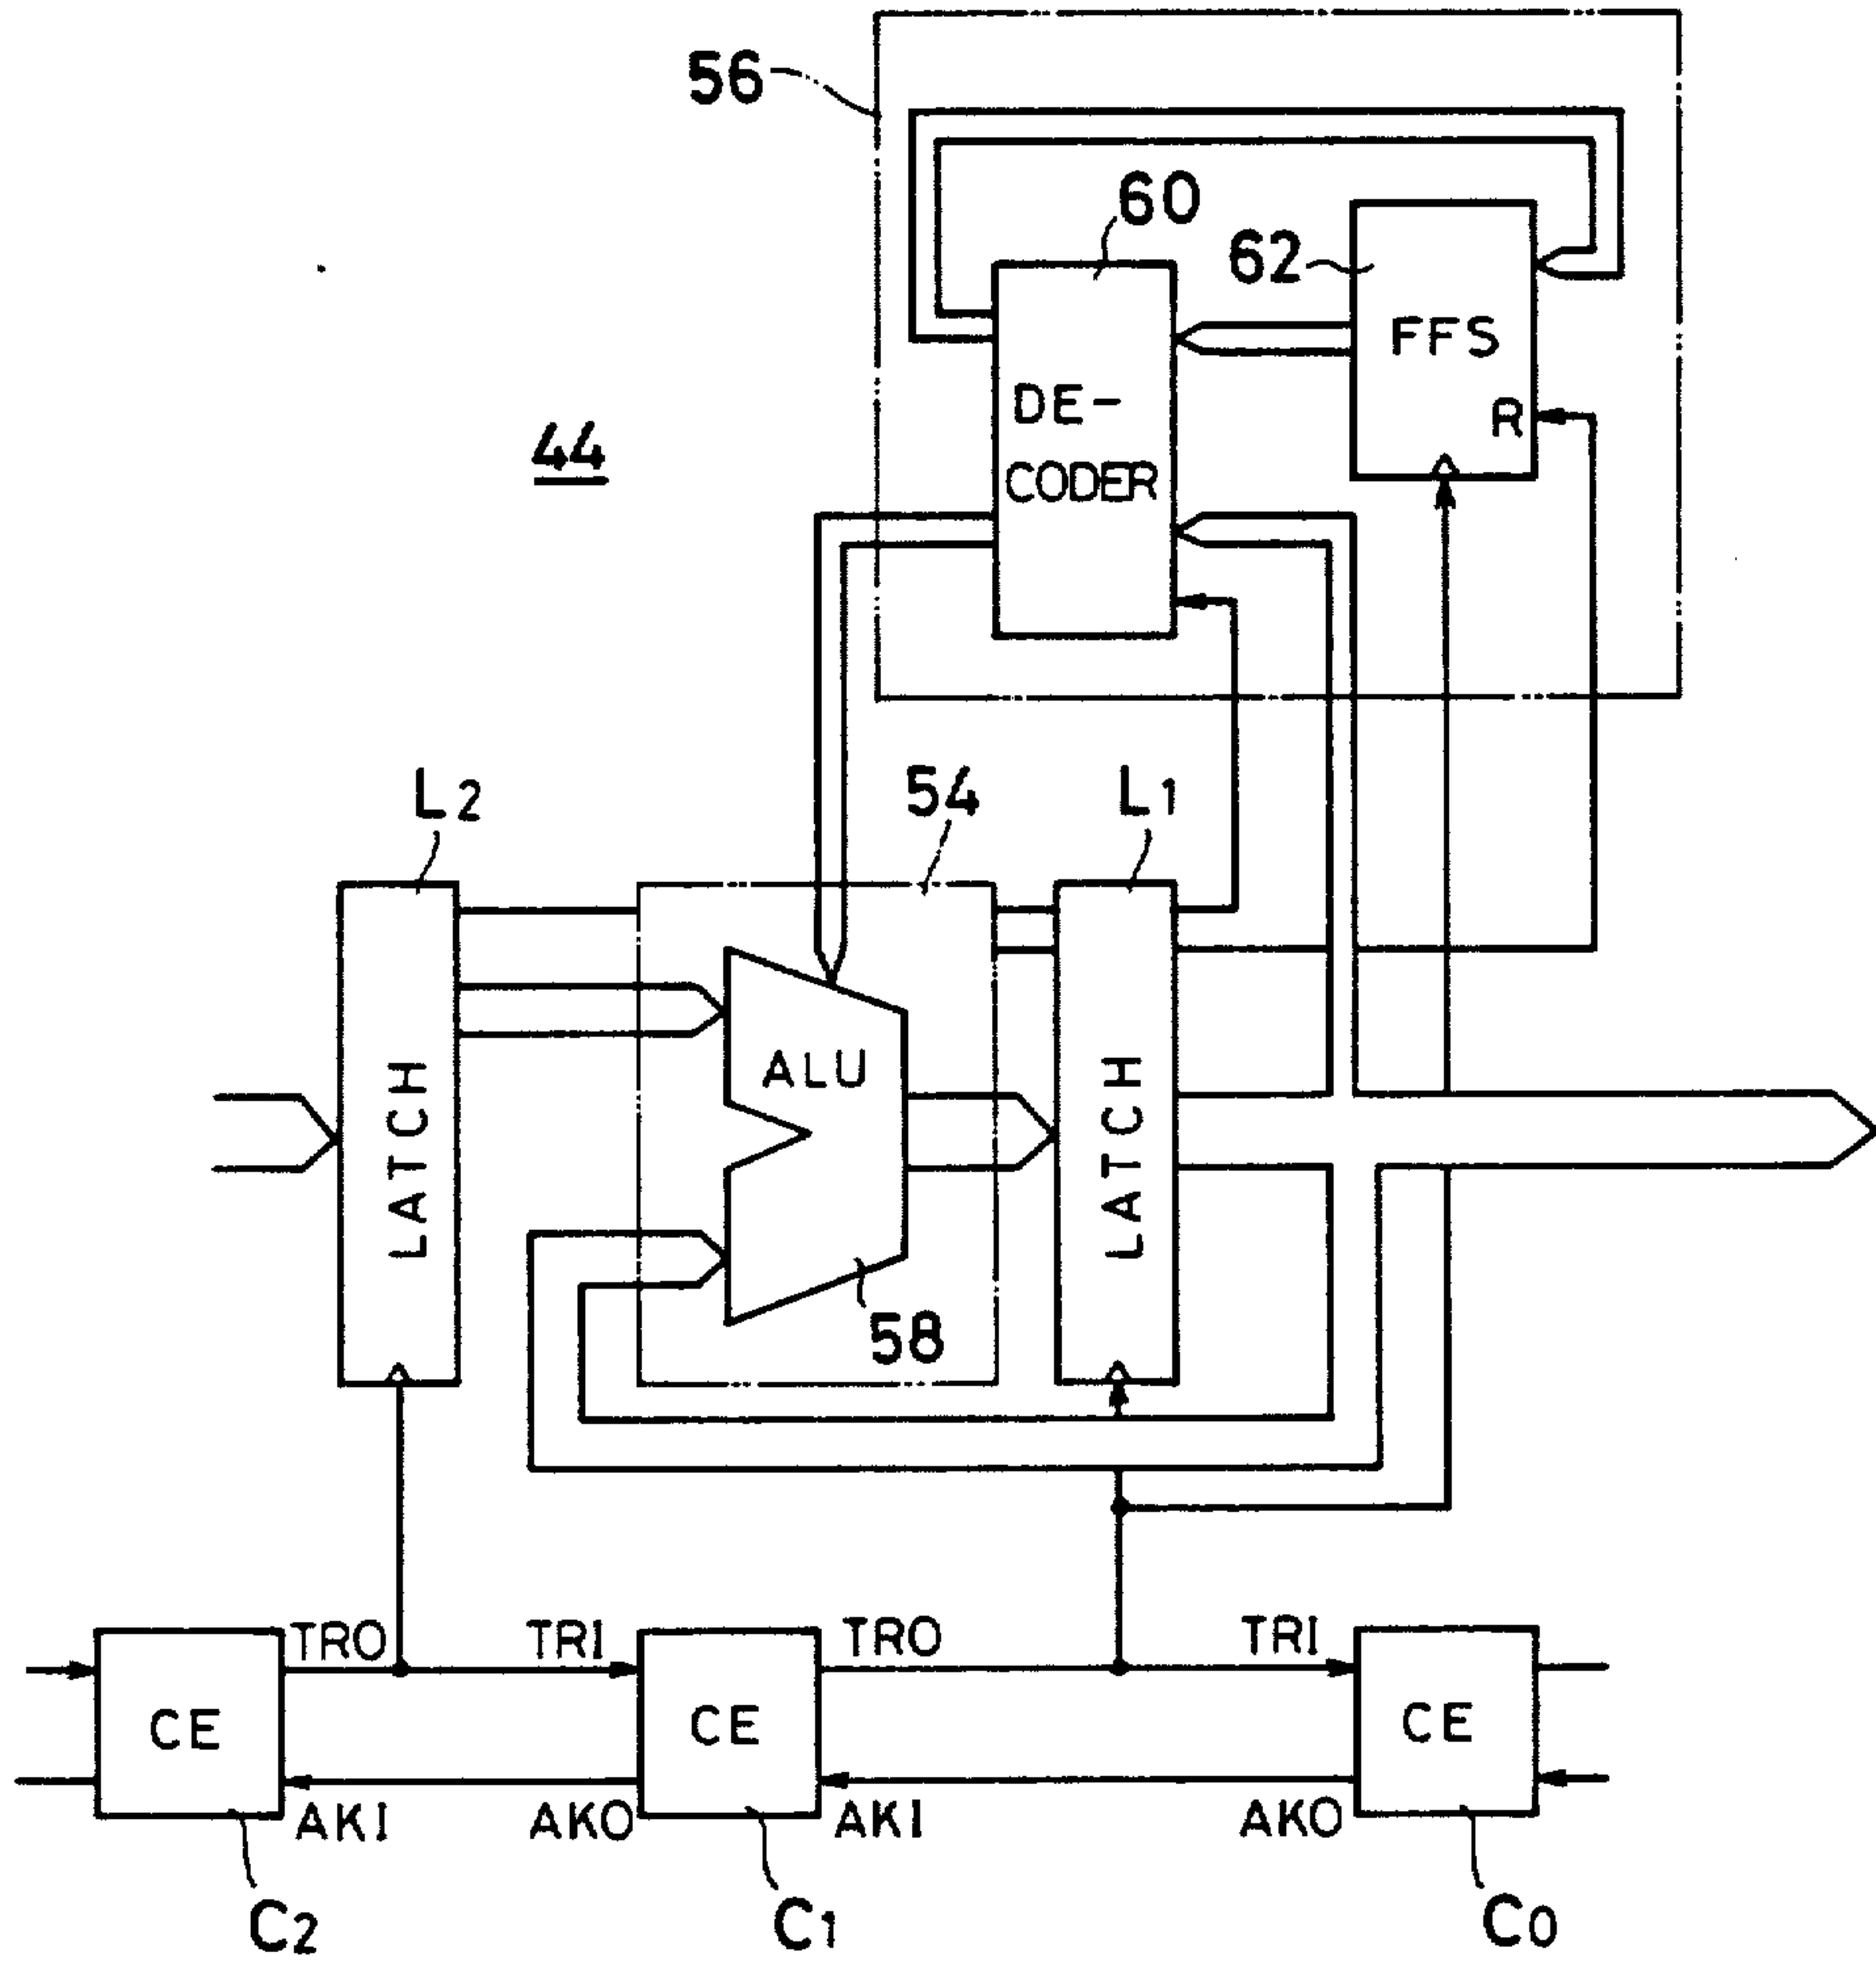 56
60
62
FFS
R
DE-
CODER
44
L2
54
L1
LATCH
ALU
LATCH
58
TRO
TRI
TRO
TRI
CE
CE
CE
AKI
AKO
AKI
AKO
C2
C1
C0